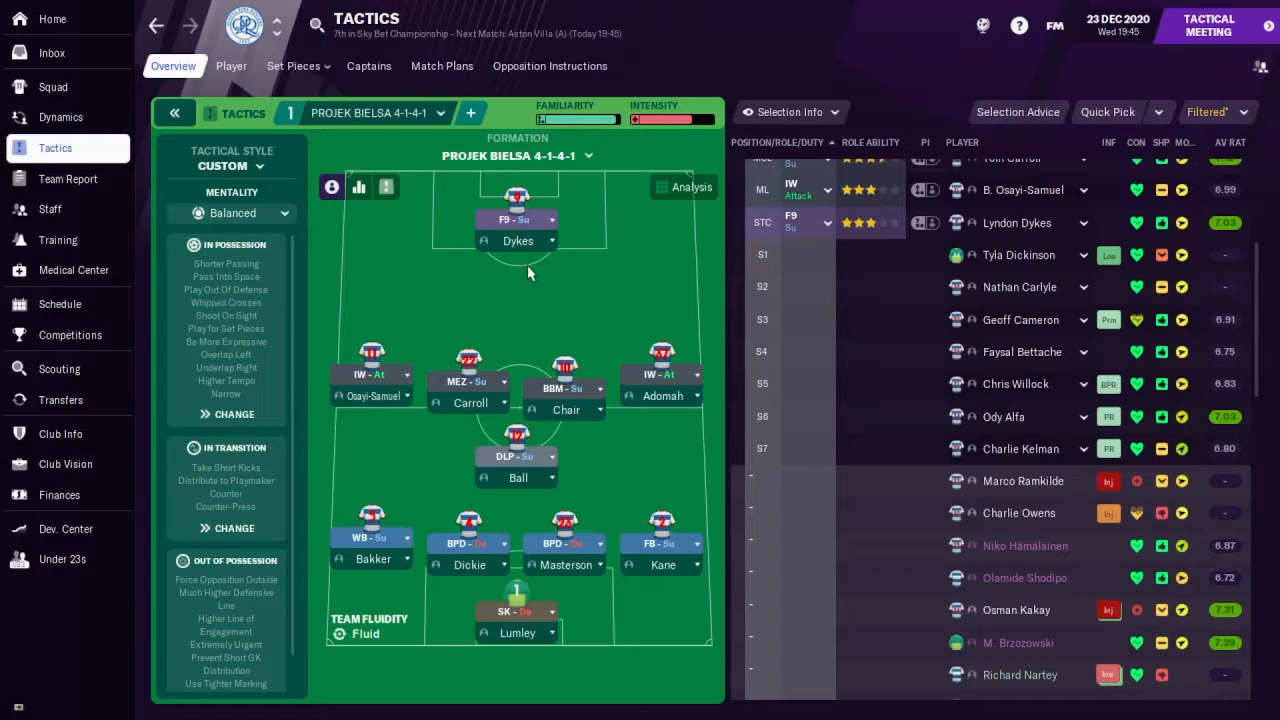 Home
Inbox
Squad
Dynamics
Tactics
Team Report
Staff
Training
Medical Center
Schedule
Competitions
Scouting
Transfers
Club Info
Club Vision
Finances
Dev. Center
Under 23s
TACTICS
7th in Sky Bet Championship - Next Match: Aston Villa (A) (Today 19:45)
FM
23 DEC 2020
Wed 19:45
TACTICAL MEETING
Overview
Player
Set Pieces
Captains
Match Plans
Opposition Instructions
TACTICS
1 PROJEK BIELSA 4-1-4-1
FAMILIARITY
INTENSITY
TACTICAL STYLE
CUSTOM
MENTALITY
Balanced
IN POSSESSION
Shorter Passing
Pass Into Space
Play Out Of Defense
Whipped Crosses
Shoot On Sight
Play for Set Pieces
Be More Expressive
Overlap Left
Underlap Right
Higher Tempo
Narrow
CHANGE
IN TRANSITION
Take Short Kicks
Distribute to Playmaker
Counter
Counter-Press
CHANGE
OUT OF POSSESSION
Force Opposition Outside
Much Higher Defensive
Line
Higher Line of
Engagement
Extremely Urgent
Prevent Short GK
Distribution
Use Tighter Marking
FORMATION
PROJEK BIELSA 4-1-4-1
Analysis
9
F9 - Su
Dykes
11 22 10 37
IW - At MEZ - Su BBM - Su IW - At
Osayi-Samuel Carroll Chair Adomah
12
DLP - Su
Ball
3 4 2
WB - Su BPD - De BPD - De FB - Su
Bakker Dickie Masterson Kane
1
SK - De
Lumley
TEAM FLUIDITY
Fluid
Selection Info
Selection Advice
Quick Pick
Filtered*
POSITION/ROLE/DUTY ROLE ABILITY PI PLAYER INF CON SHP MO... AV RAT
Su
ML IW Attack B. Osayi-Samuel 6.99
STC F9 Su Lyndon Dykes 7.03
S1 Tyla Dickinson Loa -
S2 Nathan Carlyle -
S3 Geoff Cameron Prm 6.91
S4 Faysal Bettache 6.75
S5 Chris Willock BPR 6.83
S6 Ody Alfa PR 7.03
S7 Charlie Kelman PR 6.80
- Marco Ramkilde Inj -
- Charlie Owens Inj -
- Niko Hämäläinen 6.87
- Olamide Shodipo 6.72
- Osman Kakay Inj 7.31
- M. Brzozowski 7.39
- Richard Nartey Ine -